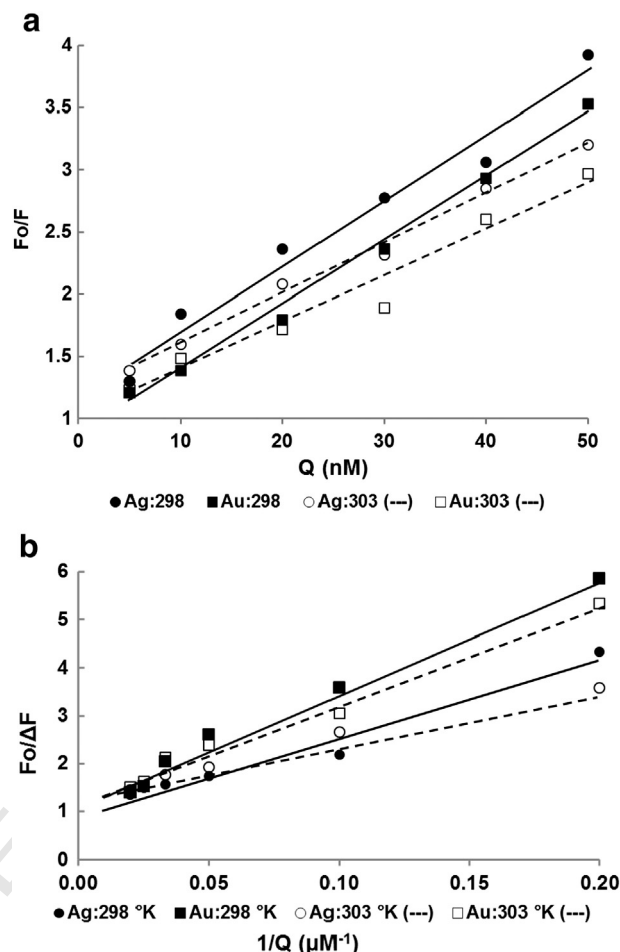 a
4
3.5
3
2.5
2
1.5
1
Fo/F
0 10 20 30 40 50
Q (nM)
●Ag:298 ■Au:298 ○Ag:303 (---) □Au:303 (---)
b
6
5
4
3
2
1
0
Fo/ΔF
0.00 0.05 0.10 0.15 0.20
●Ag:298 °K ■Au:298 °K ○Ag:303 °K (---) □Au:303 °K (---)
1/Q (µM⁻¹)